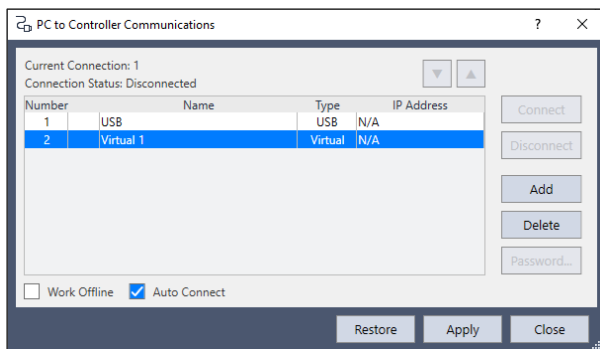 PC to Controller Communications
Current Connection: 1
Connection Status: Disconnected
Number Name Type IP Address
1 USB USB N/A
2 Virtual 1 Virtual N/A
Connect
Disconnect
Add
Delete
Password...
Work Offline Auto Connect
Restore Apply Close